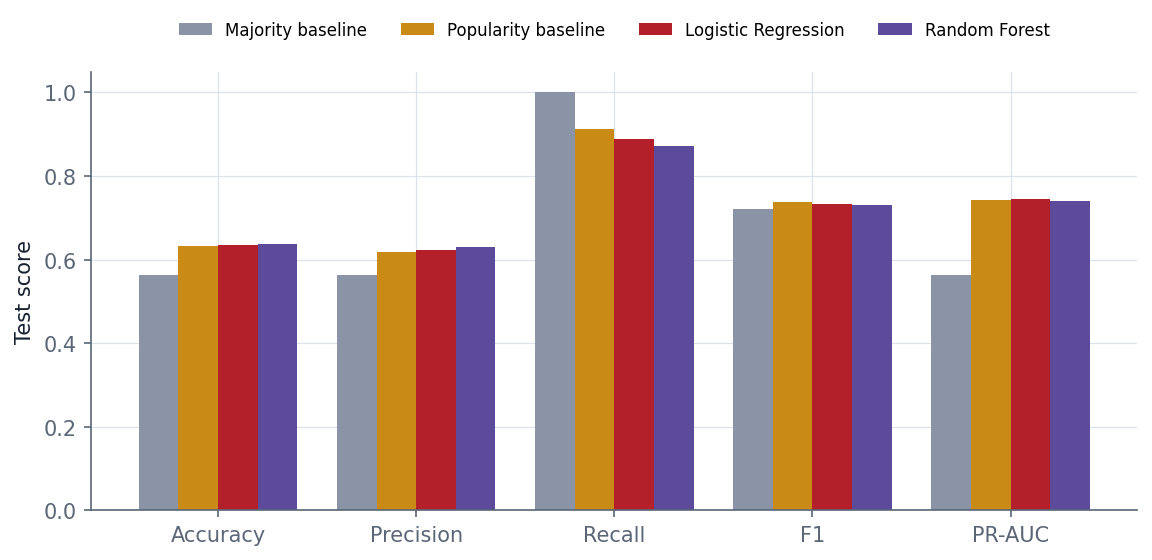 Majority baseline Popularity baseline Logistic Regression Random Forest
1.0
0.8
0.6
0.4
0.2
0.0
Test score
Accuracy Precision Recall F1 PR-AUC